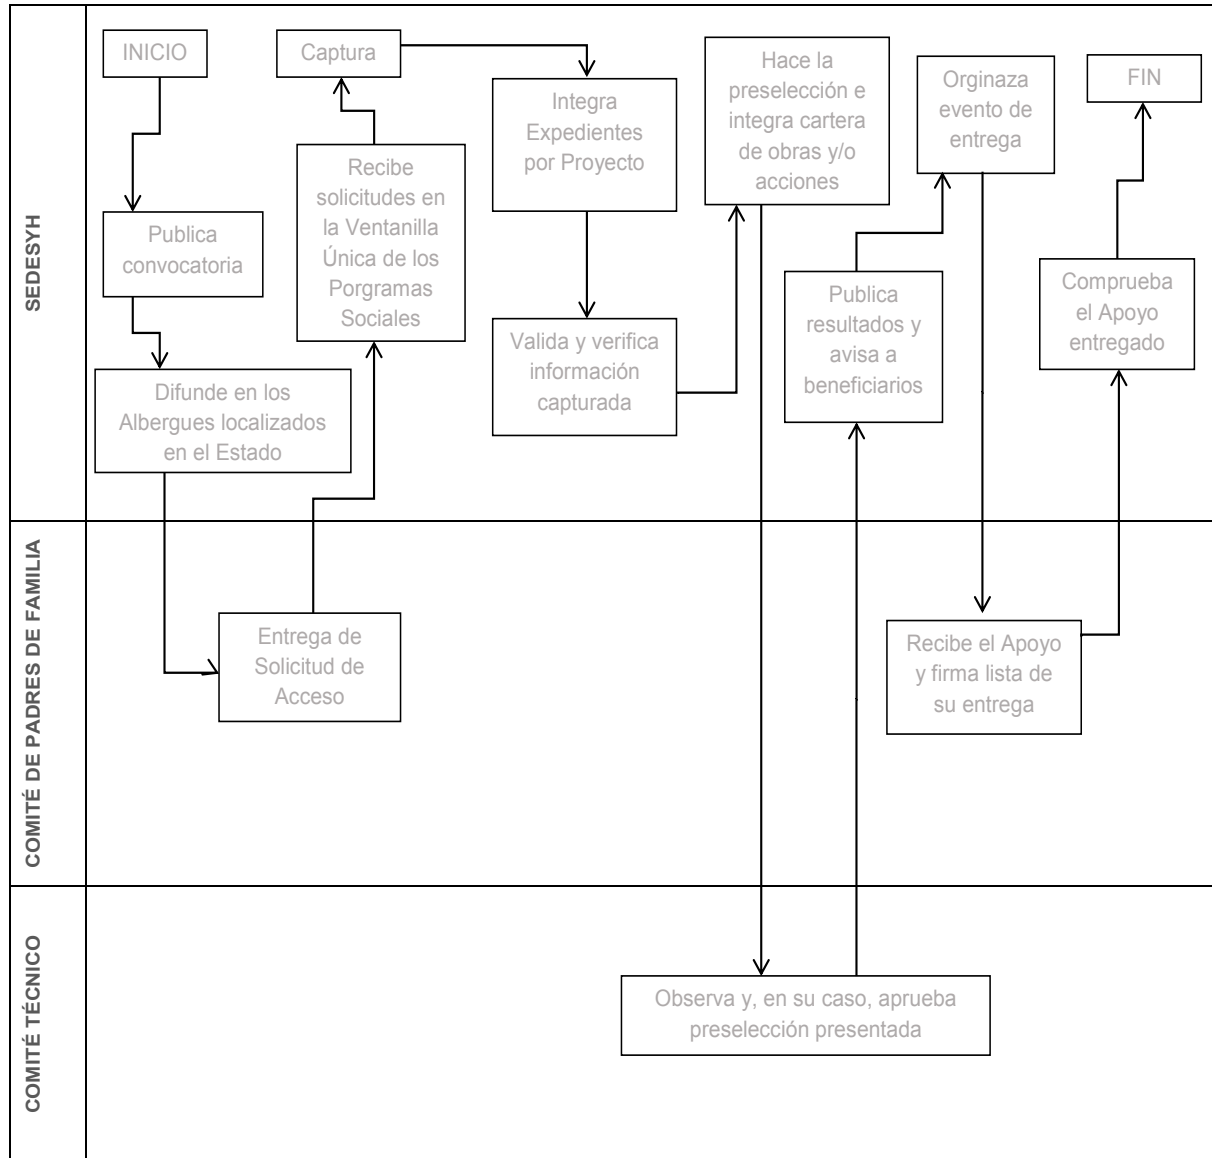 SEDESYH
INICIO
Publica
convocatoria
Difunde en los
Albergues localizados
en el Estado
Captura
Recibe
solicitudes en
la Ventanilla
Única de los
Porgramas
Sociales
Integra
Expedientes
por Proyecto
Valida y verifica
información
capturada
Hace la
preselección e
integra cartera
de obras y/o
acciones
Publica
resultados y
avisa a
beneficiarios
Orginaza
evento de
entrega
FIN
Comprueba
el Apoyo
entregado
COMITÉ DE PADRES DE FAMILIA
Entrega de
Solicitud de
Acceso
Recibe el Apoyo
y firma lista de
su entrega
COMITÉ TÉCNICO
Observa y, en su caso, aprueba
preselección presentada